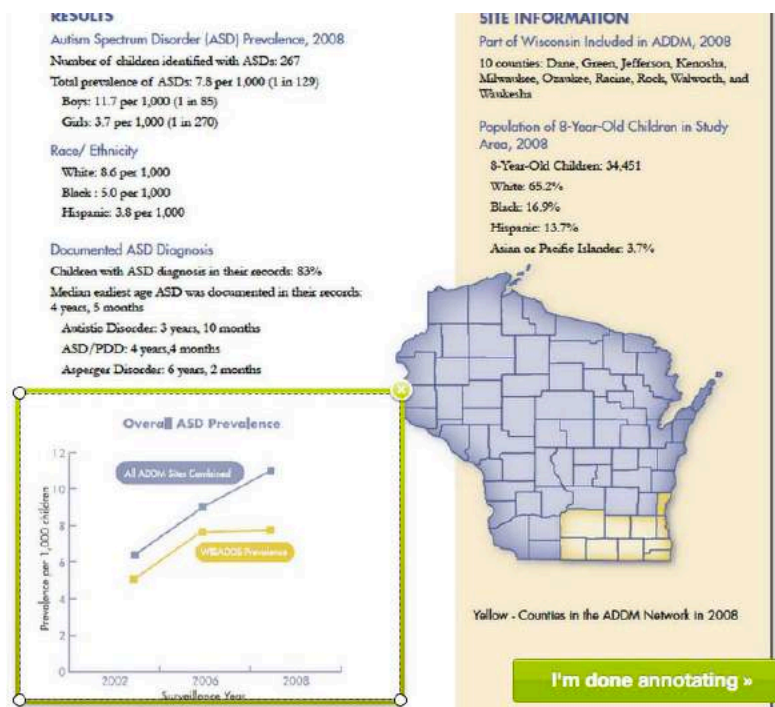 RESULTS
Autism Spectrum Disorder (ASD) Prevalence, 2008
Number of children identified with ASDs: 267
Total prevalence of ASDs: 7.8 per 1,000 (1 in 129)
Boys: 11.7 per 1,000 (1 in 85)
Girls: 3.7 per 1,000 (1 in 270)
Race/ Ethnicity
White: 8.6 per 1,000
Black : 5.0 per 1,000
Hispanic: 3.8 per 1,000
Documented ASD Diagnosis
Children with ASD diagnosis in their records: 83%
Median earliest age ASD was documented in their records:
4 years, 5 months
Autistic Disorder: 3 years, 10 months
ASD/PDD: 4 years,4 months
Asperger Disorder: 6 years, 2 months
Overall ASD Prevalence
Prevalence per 1,000 children
12
10
8
6
4
2
0
All ADDM Sites Combined
WISADDS Prevalence
2002
2006
2008
Surveillance Year
SITE INFORMATION
Part of Wisconsin Included in ADDM, 2008
10 counties: Dane, Green, Jefferson, Kenosha,
Milwaukee, Ozaukee, Racine, Rock, Walworth, and
Waukesha
Population of 8-Year-Old Children in Study
Area, 2008
8-Year-Old Children: 34,451
White: 65.2%
Black: 16.9%
Hispanic: 13.7%
Asian or Pacific Islander: 3.7%
Yellow - Counties in the ADDM Network in 2008
I'm done annotating »